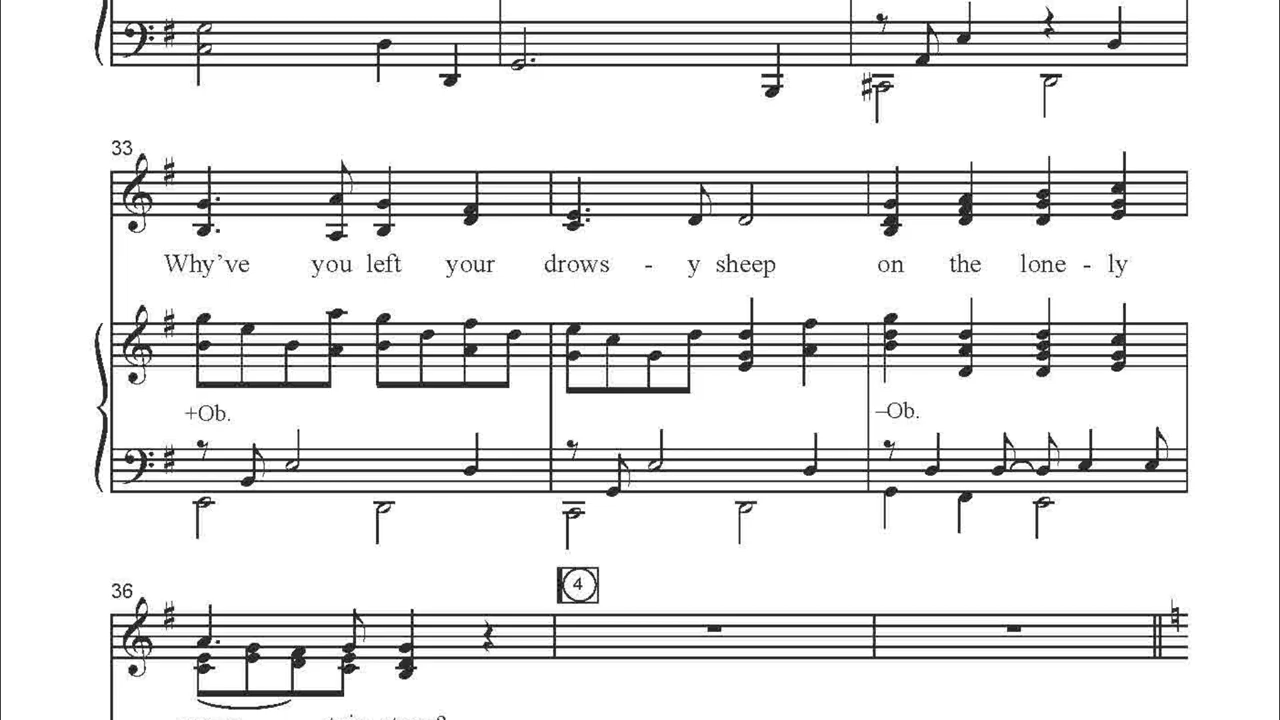 33
Why've you left your drows - y sheep on the lone - ly
+Ob. –Ob.
36
4